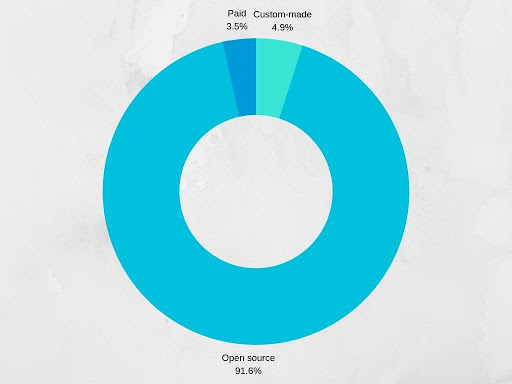 Paid
3.5%
Custom-made
4.9%
Open source
91.6%